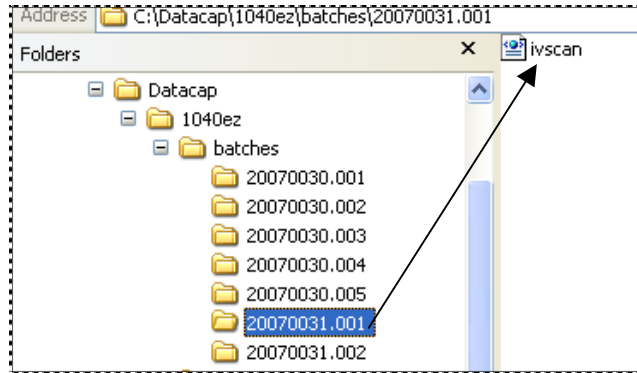 Address C:\Datacap\1040ez\batches\20070031.001
Folders
ivscan
Datacap
1040ez
batches
20070030.001
20070030.002
20070030.003
20070030.004
20070030.005
20070031.001
20070031.002